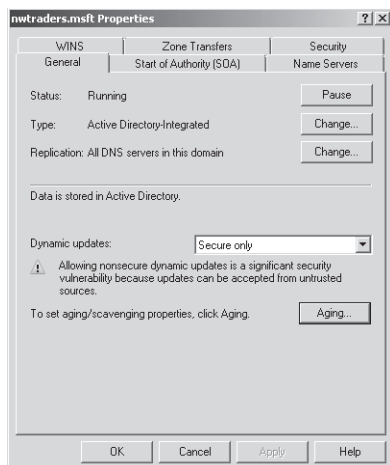 nwtraders.msft Properties
WINS Zone Transfers Security
General Start of Authority (SOA) Name Servers
Status: Running Pause
Type: Active Directory-Integrated Change...
Replication: All DNS servers in this domain Change...
Data is stored in Active Directory.
Dynamic updates: Secure only
Allowing nonsecure dynamic updates is a significant security
vulnerability because updates can be accepted from untrusted
sources.
To set aging/scavenging properties, click Aging. Aging...
OK Cancel Apply Help